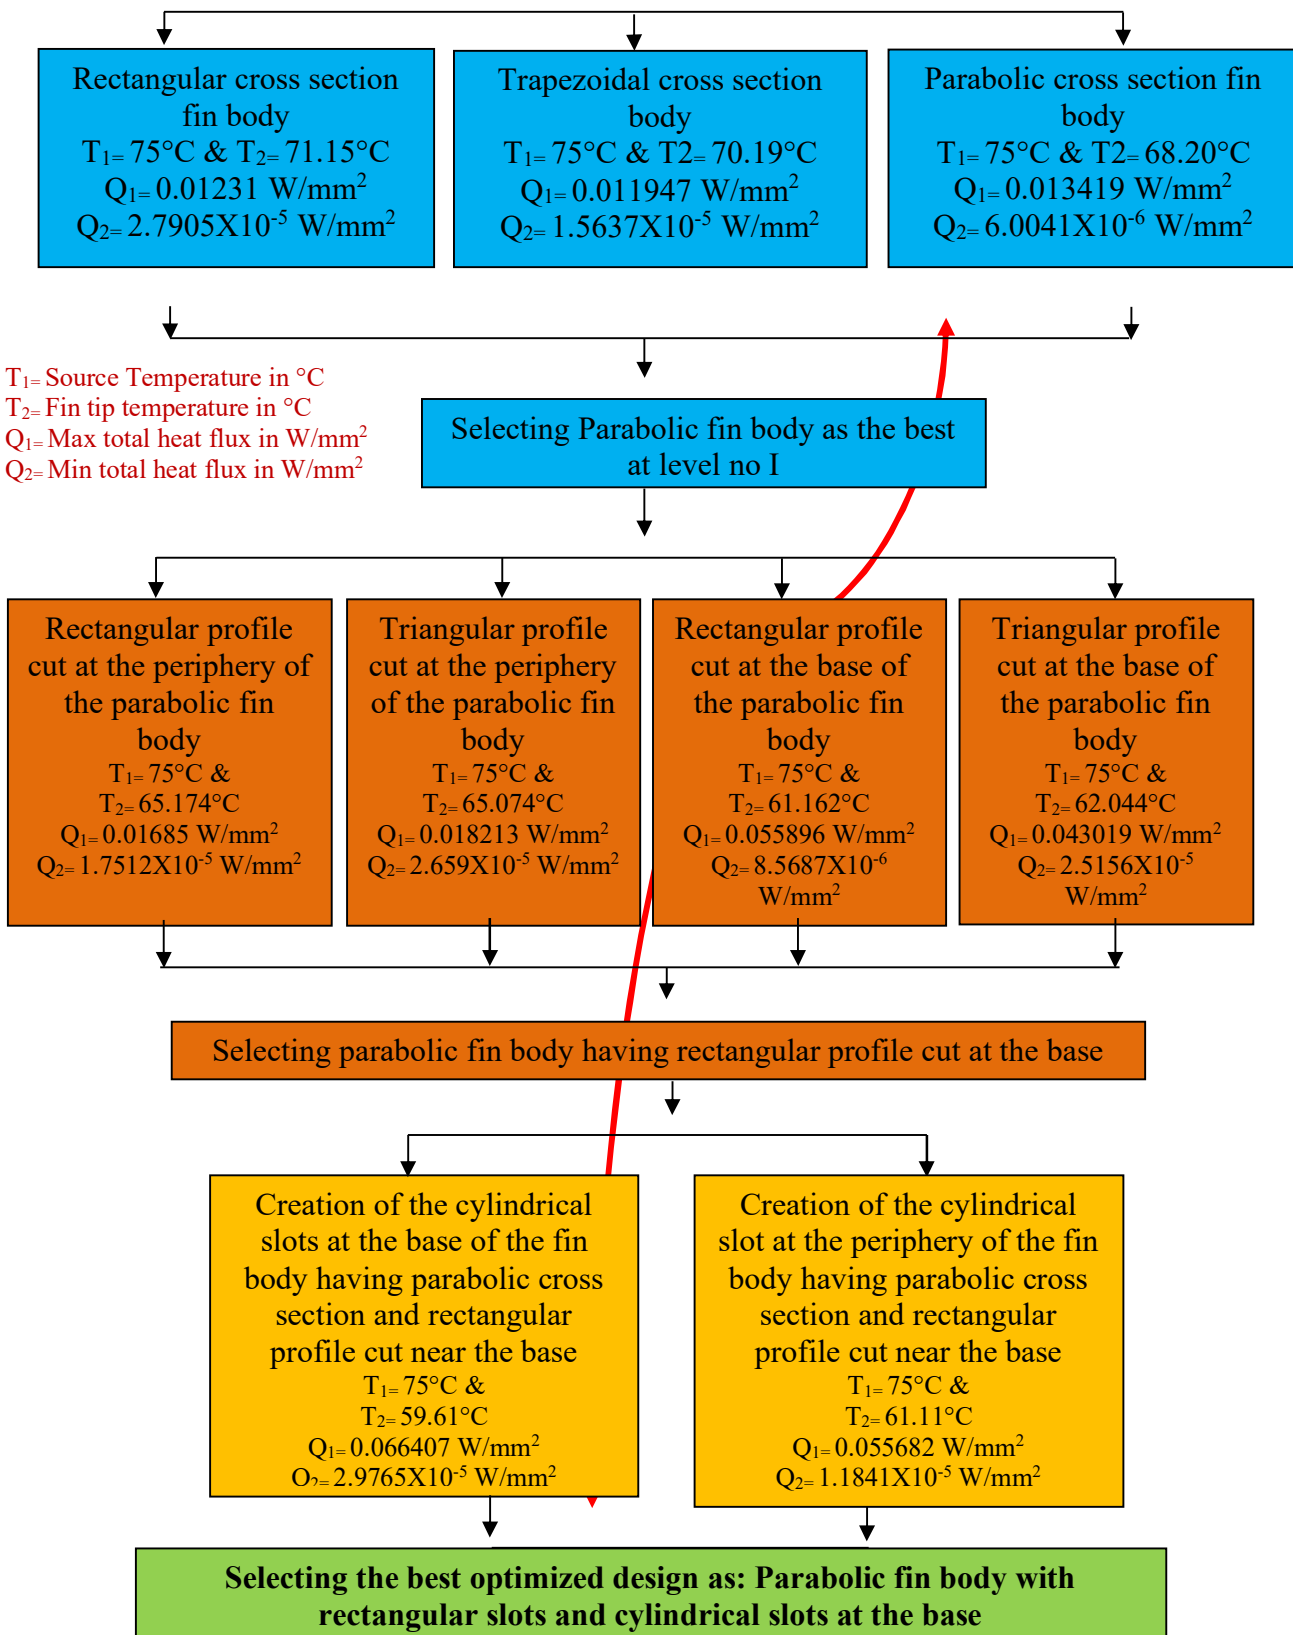 Rectangular cross section
fin body
T₁= 75°C & T₂= 71.15°C
Q₁= 0.01231 W/mm²
Q₂= 2.7905X10⁻⁵ W/mm²
Trapezoidal cross section
body
T₁= 75°C & T2= 70.19°C
Q₁= 0.011947 W/mm²
Q₂= 1.5637X10⁻⁵ W/mm²
Parabolic cross section fin
body
T₁= 75°C & T2= 68.20°C
Q₁= 0.013419 W/mm²
Q₂= 6.0041X10⁻⁶ W/mm²
T₁= Source Temperature in °C
T₂= Fin tip temperature in °C
Q₁= Max total heat flux in W/mm²
Q₂= Min total heat flux in W/mm²
Selecting Parabolic fin body as the best
at level no I
Rectangular profile
cut at the periphery of
the parabolic fin
body
T₁= 75°C &
T₂= 65.174°C
Q₁= 0.01685 W/mm²
Q₂= 1.7512X10⁻⁵ W/mm²
Triangular profile
cut at the periphery
of the parabolic fin
body
T₁= 75°C &
T₂= 65.074°C
Q₁= 0.018213 W/mm²
Q₂= 2.659X10⁻⁵ W/mm²
Rectangular profile
cut at the base of
the parabolic fin
body
T₁= 75°C &
T₂= 61.162°C
Q₁= 0.055896 W/mm²
Q₂= 8.5687X10⁻⁶
W/mm²
Triangular profile
cut at the base of
the parabolic fin
body
T₁= 75°C &
T₂= 62.044°C
Q₁= 0.043019 W/mm²
Q₂= 2.5156X10⁻⁵
W/mm²
Selecting parabolic fin body having rectangular profile cut at the base
Creation of the cylindrical
slots at the base of the fin
body having parabolic cross
section and rectangular
profile cut near the base
T₁= 75°C &
T₂= 59.61°C
Q₁= 0.066407 W/mm²
Q₂= 2.9765X10⁻⁵ W/mm²
Creation of the cylindrical
slot at the periphery of the fin
body having parabolic cross
section and rectangular
profile cut near the base
T₁= 75°C &
T₂= 61.11°C
Q₁= 0.055682 W/mm²
Q₂= 1.1841X10⁻⁵ W/mm²
Selecting the best optimized design as: Parabolic fin body with
rectangular slots and cylindrical slots at the base